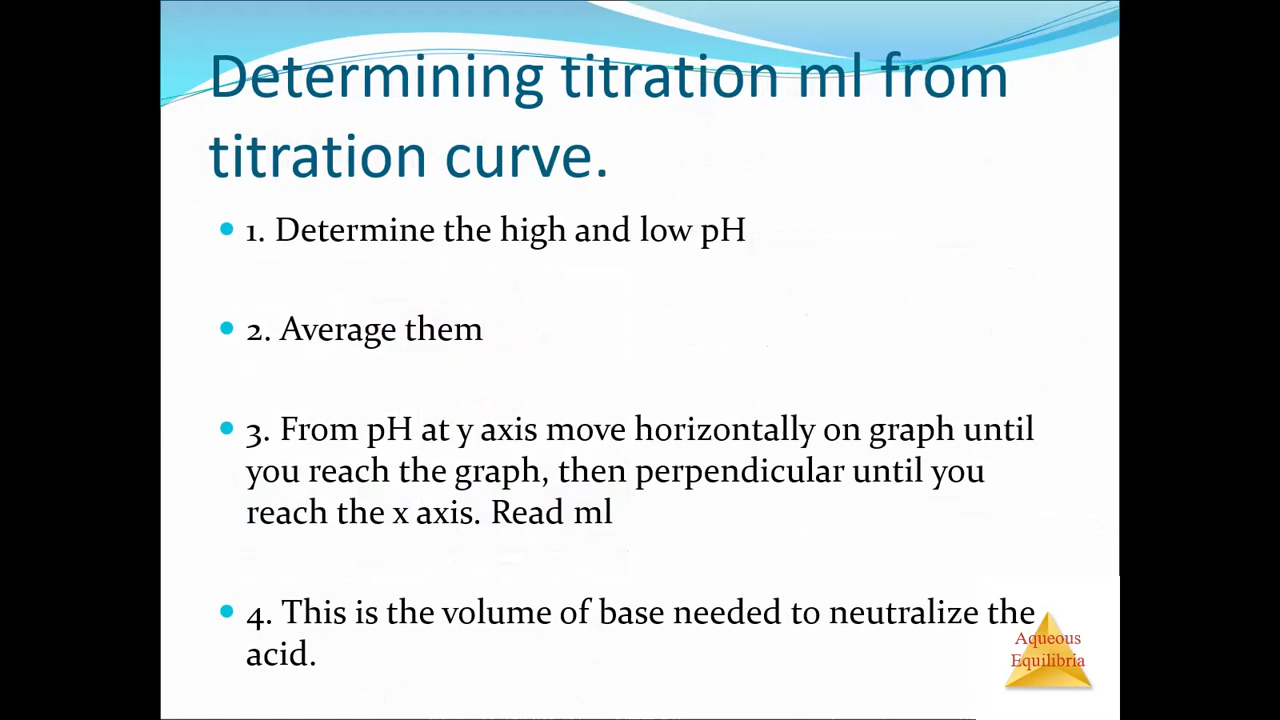 Determining titration ml from
titration curve.
• 1. Determine the high and low pH
• 2. Average them
• 3. From pH at y axis move horizontally on graph until
you reach the graph, then perpendicular until you
reach the x axis. Read ml
• 4. This is the volume of base needed to neutralize the
acid.
Aqueous
Equilibria